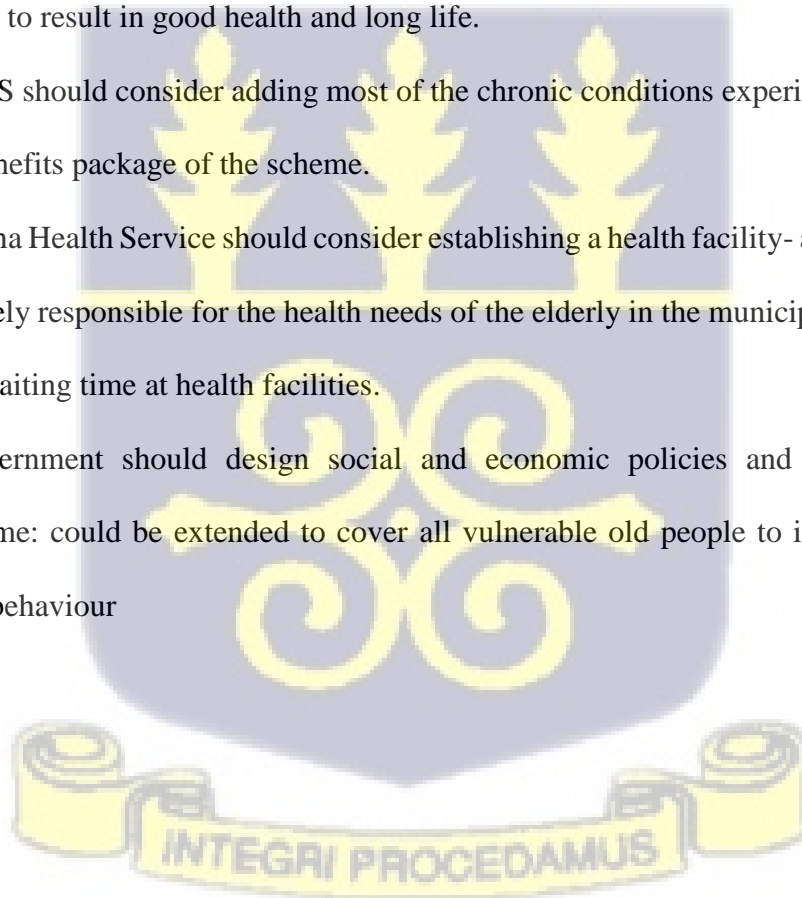 to result in good health and long life.
S should consider adding most of the chronic conditions experi
nefits package of the scheme.
na Health Service should consider establishing a health facility- a
ely responsible for the health needs of the elderly in the municip
aiting time at health facilities.
ernment should design social and economic policies and
me: could be extended to cover all vulnerable old people to i
behaviour
INTEGRI PROCEDAMUS